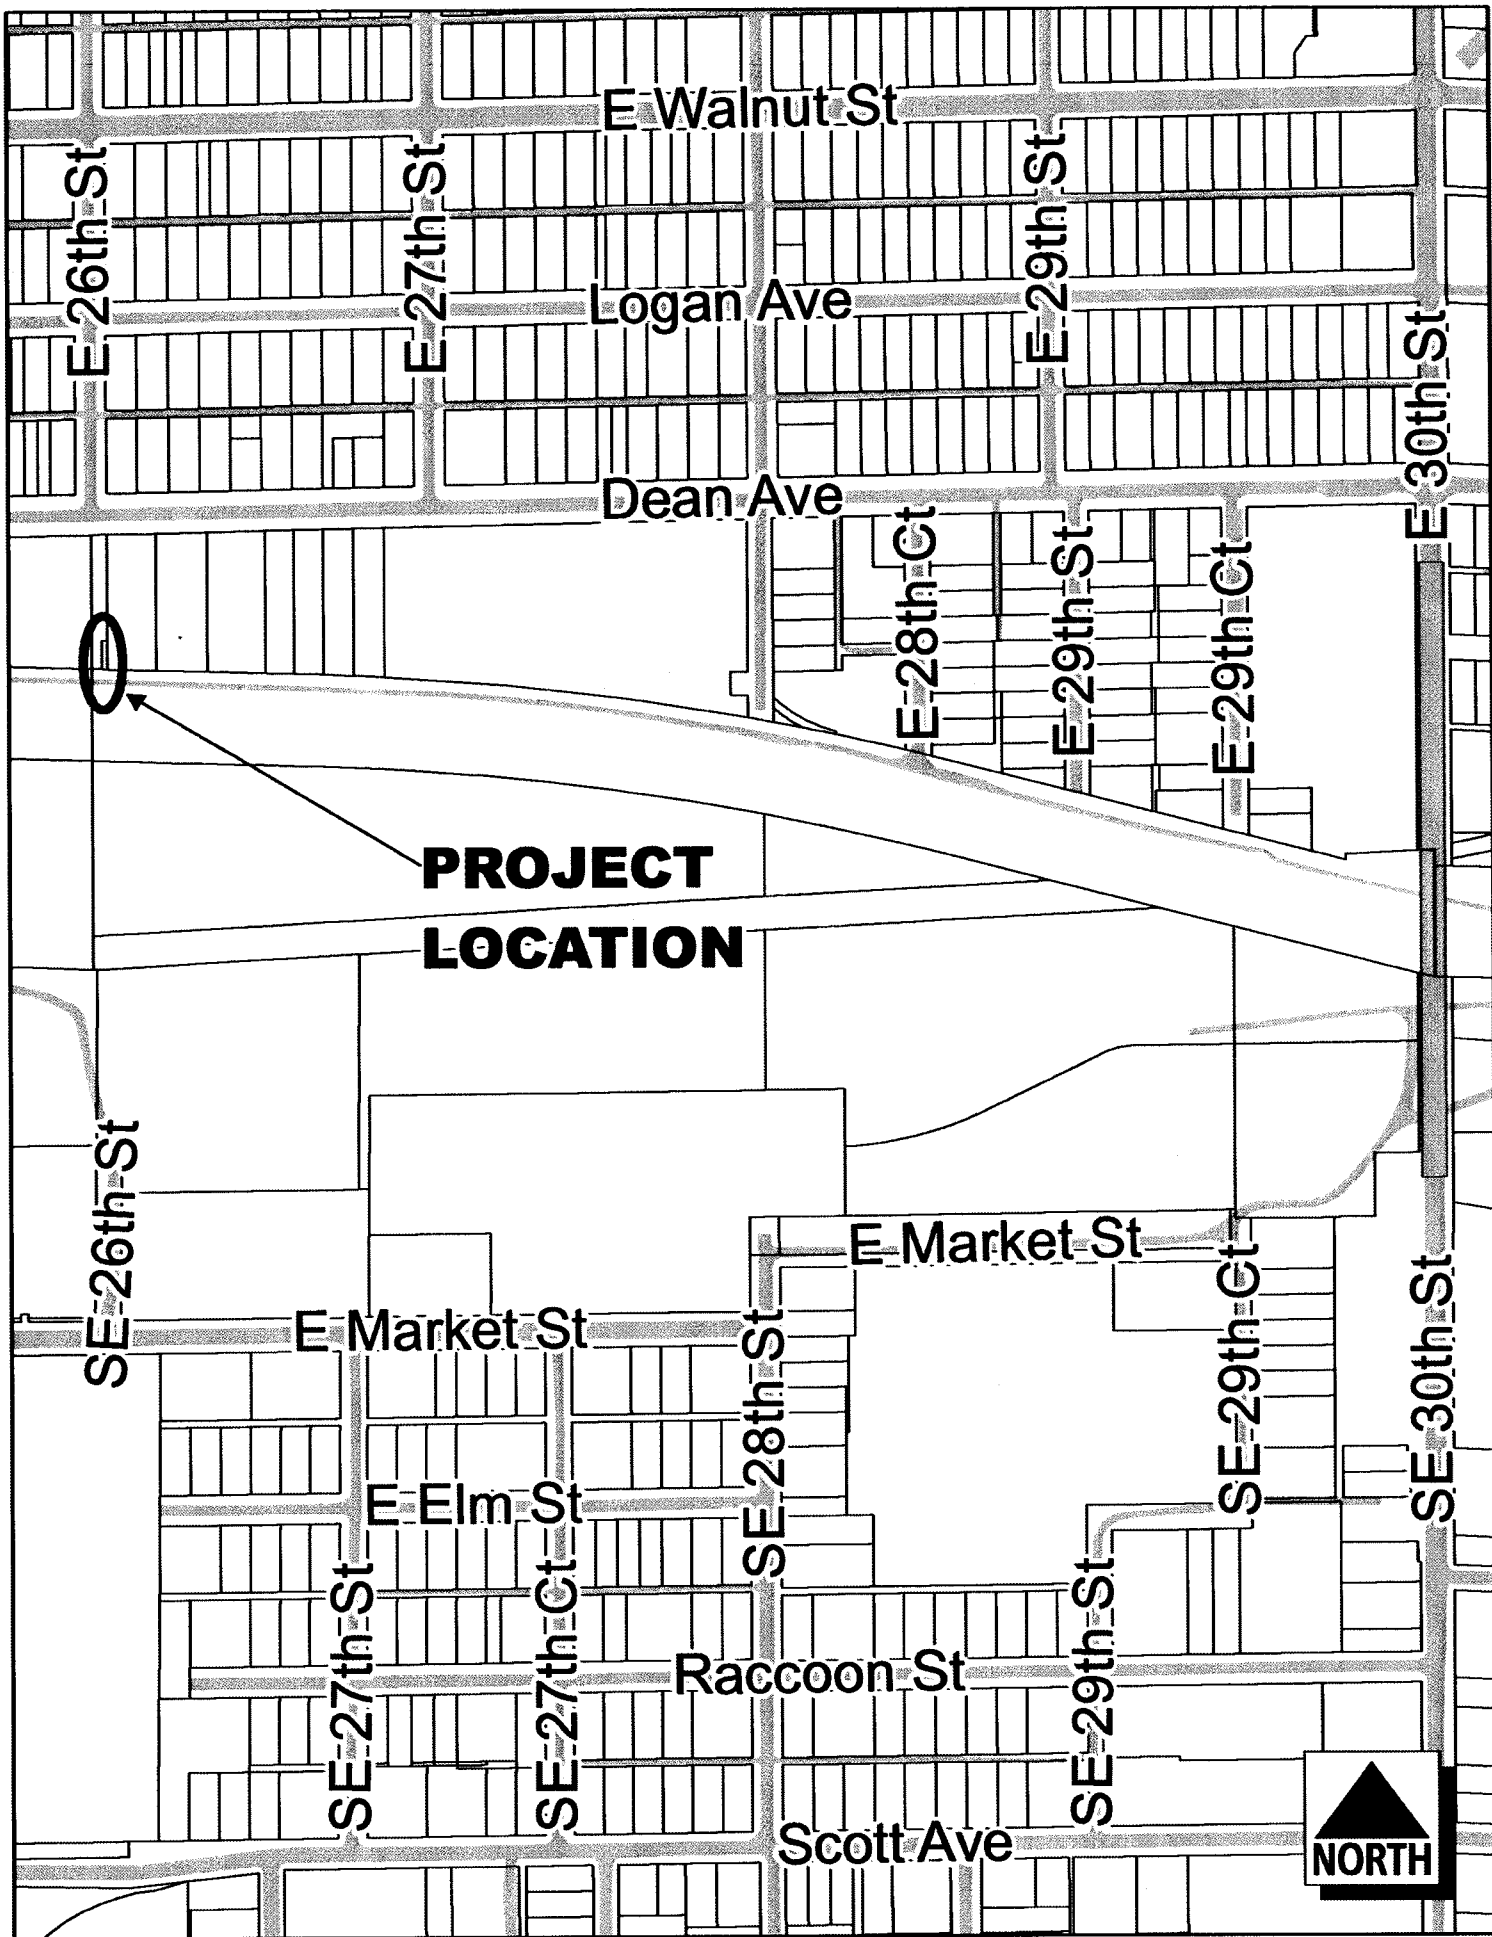 E Walnut St
E 26th St
E 27th St
E 29th St
Logan Ave
E 30th St
Dean Ave
E 28th Ct
E 29th St
E 29th Ct
PROJECT
LOCATION
SE 26th St
E Market St
SE 29th Ct
SE 30th St
E Market St
SE 28th St
E Elm St
SE 27th St
SE 27th Ct
SE 29th St
Raccoon St
Scott Ave
NORTH